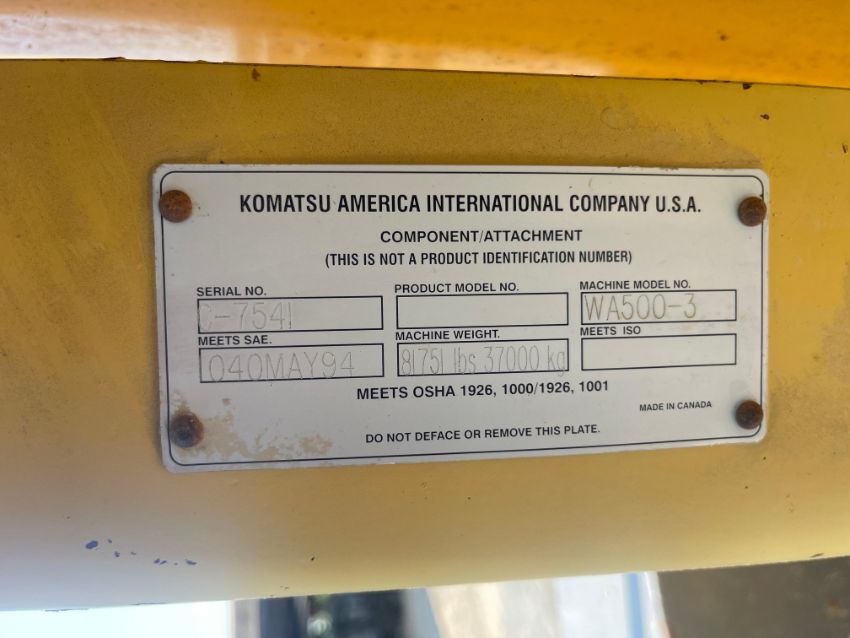 KOMATSU AMERICA INTERNATIONAL COMPANY U.S.A.
COMPONENT/ATTACHMENT
(THIS IS NOT A PRODUCT IDENTIFICATION NUMBER)
SERIAL NO. PRODUCT MODEL NO. MACHINE MODEL NO.
C-7541 WA500-3
MEETS SAE. MACHINE WEIGHT. MEETS ISO
J040MAY94 81751 lbs 37000 kg
MEETS OSHA 1926, 1000/1926, 1001
MADE IN CANADA
DO NOT DEFACE OR REMOVE THIS PLATE.